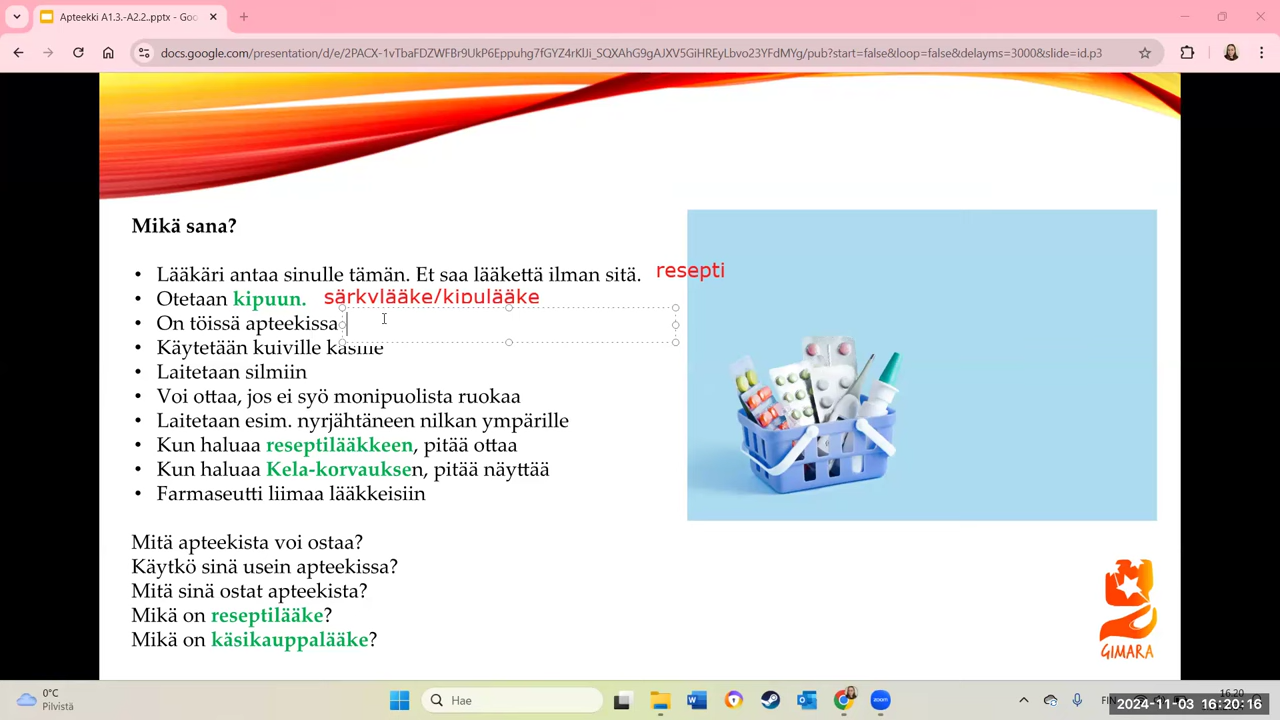 Apteekki A1.3.-A2.2..pptx - Goo
docs.google.com/presentation/d/e/2PACX-1vTbaFDZWFBr9UkP6Eppuhg7fGYZ4rKlJi_SQXAhG9gAJXV5GiHREyLbvo23YFdMYg/pub?start=false&loop=false&delayms=3000&slide=id.p3
Mikä sana?
• Lääkäri antaa sinulle tämän. Et saa lääkettä ilman sitä. resepti
• Otetaan kipuun. särkylääke/kipulääke
• On töissä apteekissa
• Käytetään kuiville käsille
• Laitetaan silmiin
• Voi ottaa, jos ei syö monipuolista ruokaa
• Laitetaan esim. nyrjähtäneen nilkan ympärille
• Kun haluaa reseptilääkkeen, pitää ottaa
• Kun haluaa Kela-korvauksen, pitää näyttää
• Farmaseutti liimaa lääkkeisiin
Mitä apteekista voi ostaa?
Käytkö sinä usein apteekissa?
Mitä sinä ostat apteekista?
Mikä on reseptilääke?
Mikä on käsikauppalääke?
GIMARA
0°C
Pilvistä
Hae
zoom
FIN
16.20
2024-11-03 16:20:16